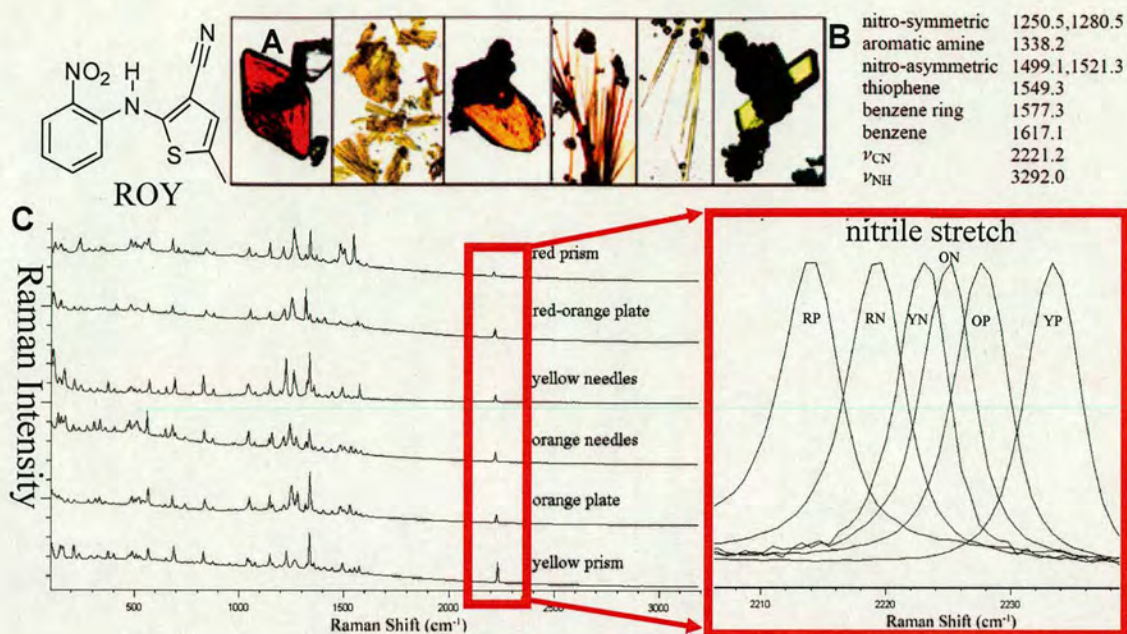 NO₂
H
N
N
S
ROY
A
B
nitro-symmetric 1250.5,1280.5
aromatic amine 1338.2
nitro-asymmetric 1499.1,1521.3
thiophene 1549.3
benzene ring 1577.3
benzene 1617.1
νCN 2221.2
νNH 3292.0
C
Raman Intensity
red prism
red-orange plate
yellow needles
orange needles
orange plate
yellow prism
500 1000 1500 2000 2500 3000
Raman Shift (cm⁻¹)
nitrile stretch
ON
RP RN YN OP YP
2210 2220 2230
Raman Shift (cm⁻¹)